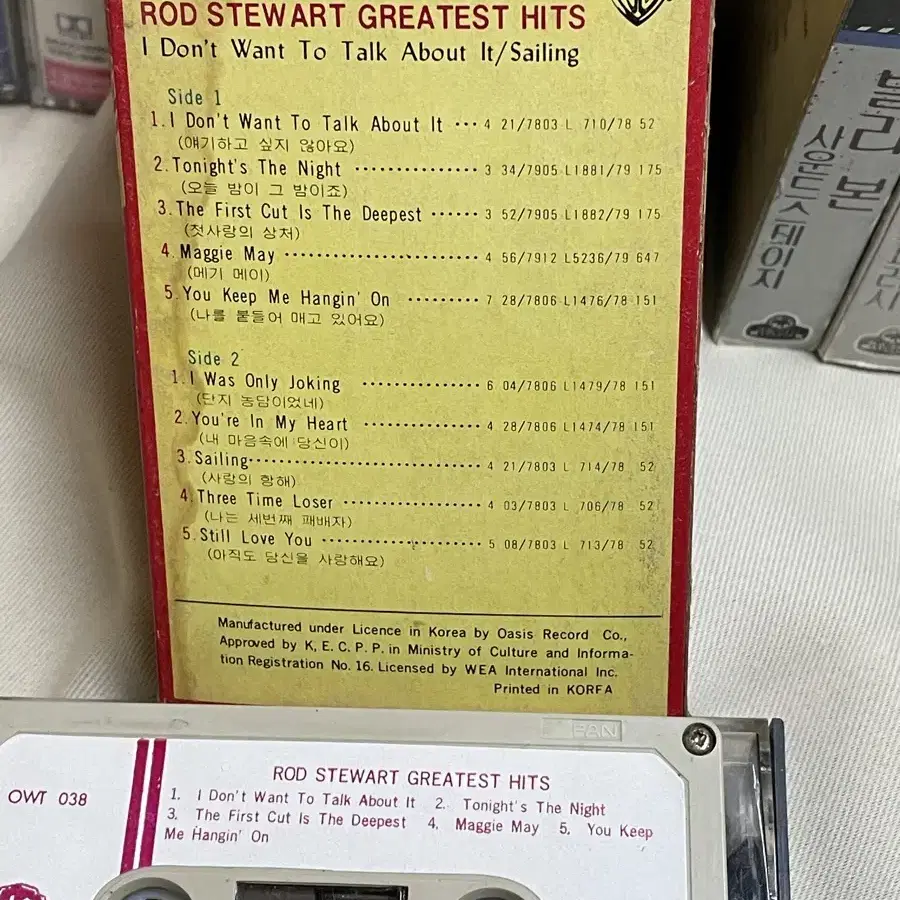 ROD STEWART GREATEST HITS
I Don't Want To Talk About It/Sailing
Side 1
1. I Don't Want To Talk About It ··· 4 21/7803 L 710/78 52
(얘기하고 싶지 않아요)
2. Tonight's The Night ··············· 3 34/7905 L1881/79 175
(오늘 밤이 그 밤이죠)
3. The First Cut Is The Deepest ······ 3 52/7905 L1882/79 175
(첫사랑의 상처)
4. Maggie May ························ 4 56/7912 L5236/79 647
(메기 메이)
5. You Keep Me Hangin' On ········· 7 28/7806 L1476/78 151
(나를 붙들어 매고 있어요)
Side 2
1. I Was Only Joking ··············· 6 04/7806 L1479/78 151
(단지 농담이었네)
2. You're In My Heart ··············· 4 28/7806 L1474/78 151
(내 마음속에 당신이)
3. Sailing ····························· 4 21/7803 L 714/78 52
(사랑의 항해)
4. Three Time Loser ·················· 4 03/7803 L 706/78 52
(나는 세번째 패배자)
5. Still Love You ····················· 5 08/7803 L 713/78 52
(아직도 당신을 사랑해요)
Manufactured under Licence in Korea by Oasis Record Co.,
Approved by K, E. C. P. P. in Ministry of Culture and Informa-
tion Registration No. 16. Licensed by WEA International Inc.
Printed in KORFA
FAN
OWT 038
ROD STEWART GREATEST HITS
1. I Don't Want To Talk About It 2. Tonight's The Night
3. The First Cut Is The Deepest 4. Maggie May 5. You Keep
Me Hangin' On
사운드 스테이지
본